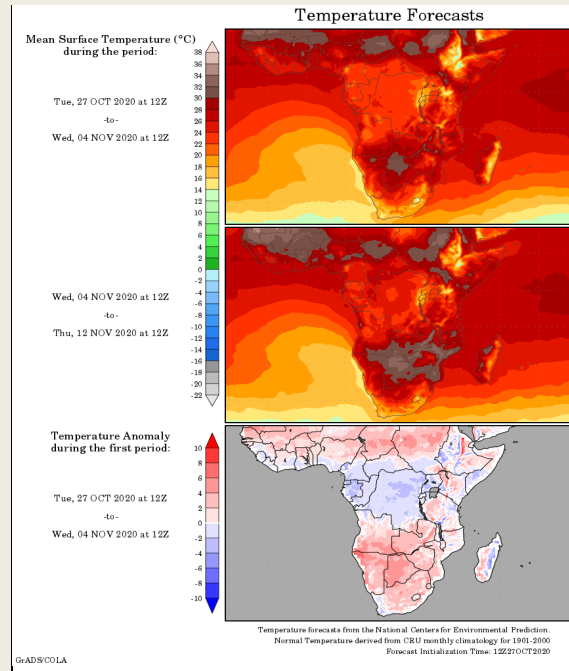 Temperature Forecasts
Mean Surface Temperature (°C)
during the period:
Tue, 27 OCT 2020 at 12Z
-to-
Wed, 04 NOV 2020 at 12Z
38
36
34
32
30
28
26
24
22
20
18
16
14
12
10
8
6
4
2
0
-2
-4
-6
-8
-10
-12
-14
-16
-18
-20
-22
Wed, 04 NOV 2020 at 12Z
-to-
Thu, 12 NOV 2020 at 12Z
Temperature Anomaly
during the first period:
Tue, 27 OCT 2020 at 12Z
-to-
Wed, 04 NOV 2020 at 12Z
10
8
6
4
2
0
-2
-4
-6
-8
-10
Temperature forecasts from the National Centers for Environmental Prediction.
Normal Temperature derived from CRU monthly climatology for 1901-2000
Forecast Initialization Time: 12Z27OCT2020
GrADS/COLA